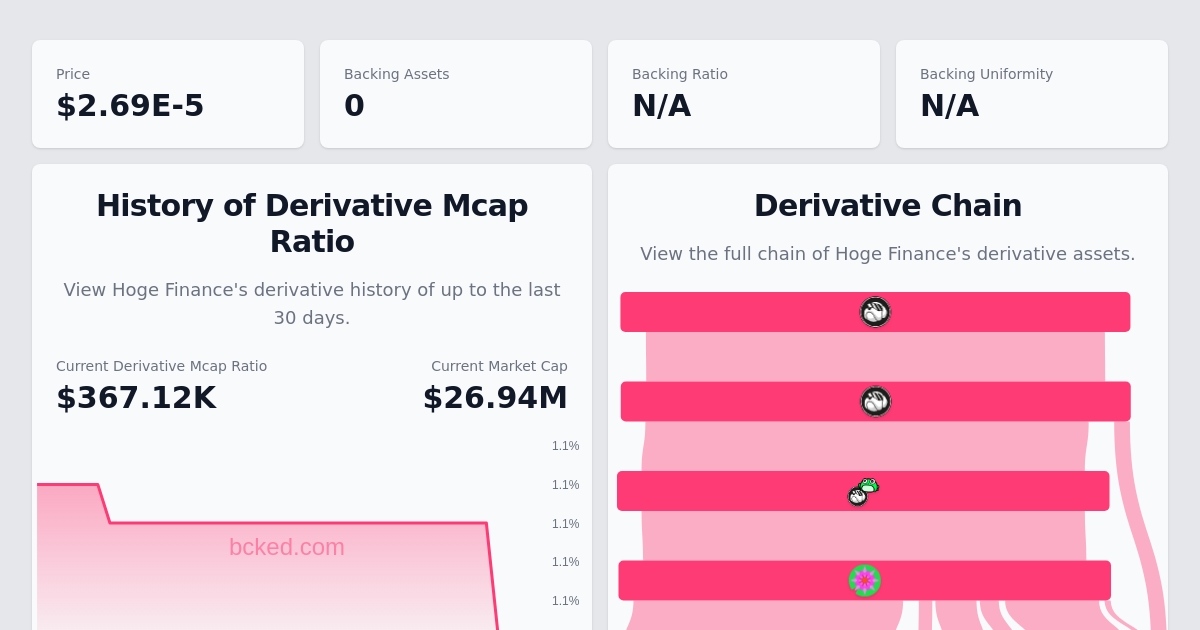 Price
$2.69E-5
Backing Assets
0
Backing Ratio
N/A
Backing Uniformity
N/A
History of Derivative Mcap
Ratio
View Hoge Finance's derivative history of up to the last
30 days.
Current Derivative Mcap Ratio
$367.12K
Current Market Cap
$26.94M
1.1%
1.1%
1.1%
1.1%
1.1%
bcked.com
Derivative Chain
View the full chain of Hoge Finance's derivative assets.